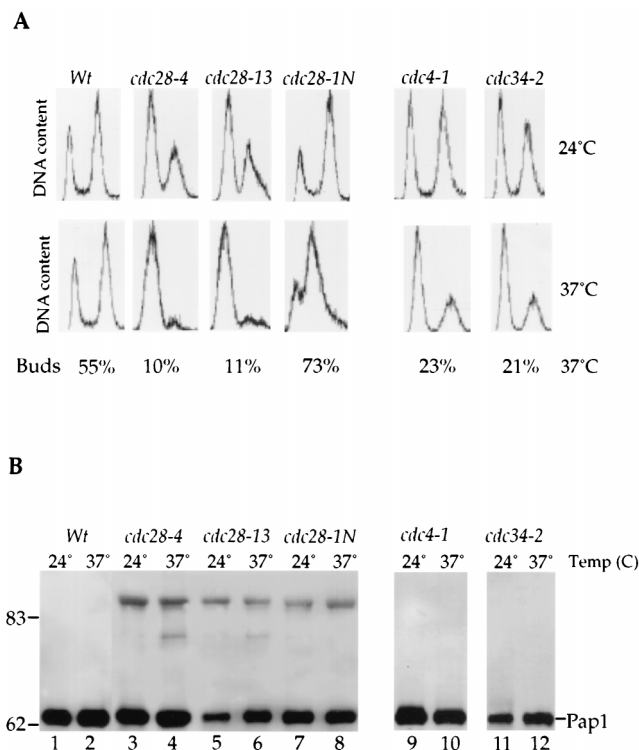 A
Wt cdc28-4 cdc28-13 cdc28-1N cdc4-1 cdc34-2
DNA content 24°C
DNA content 37°C
Buds 55% 10% 11% 73% 23% 21% 37°C
B
Wt cdc28-4 cdc28-13 cdc28-1N cdc4-1 cdc34-2
24° 37° 24° 37° 24° 37° 24° 37° 24° 37° 24° 37° Temp (C)
83
62 Pap1
1 2 3 4 5 6 7 8 9 10 11 12